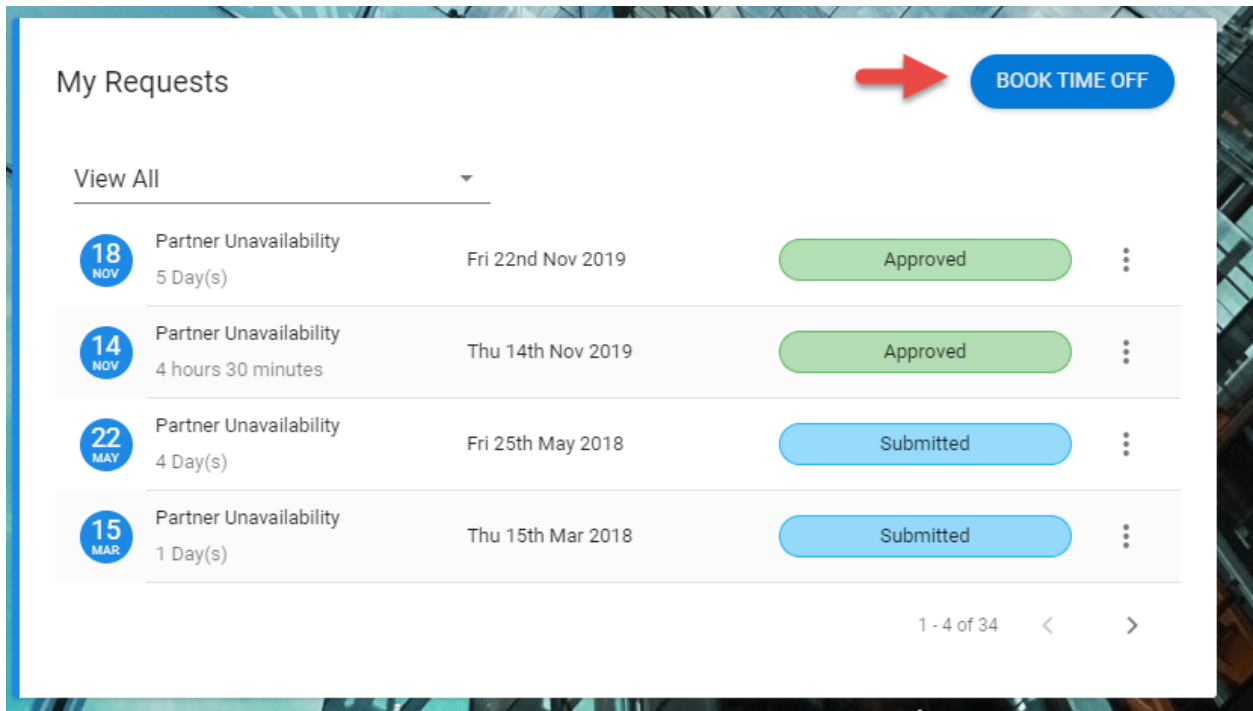 My Requests
BOOK TIME OFF
View All
18
NOV
Partner Unavailability
5 Day(s)
Fri 22nd Nov 2019
Approved
14
NOV
Partner Unavailability
4 hours 30 minutes
Thu 14th Nov 2019
Approved
22
MAY
Partner Unavailability
4 Day(s)
Fri 25th May 2018
Submitted
15
MAR
Partner Unavailability
1 Day(s)
Thu 15th Mar 2018
Submitted
1 - 4 of 34